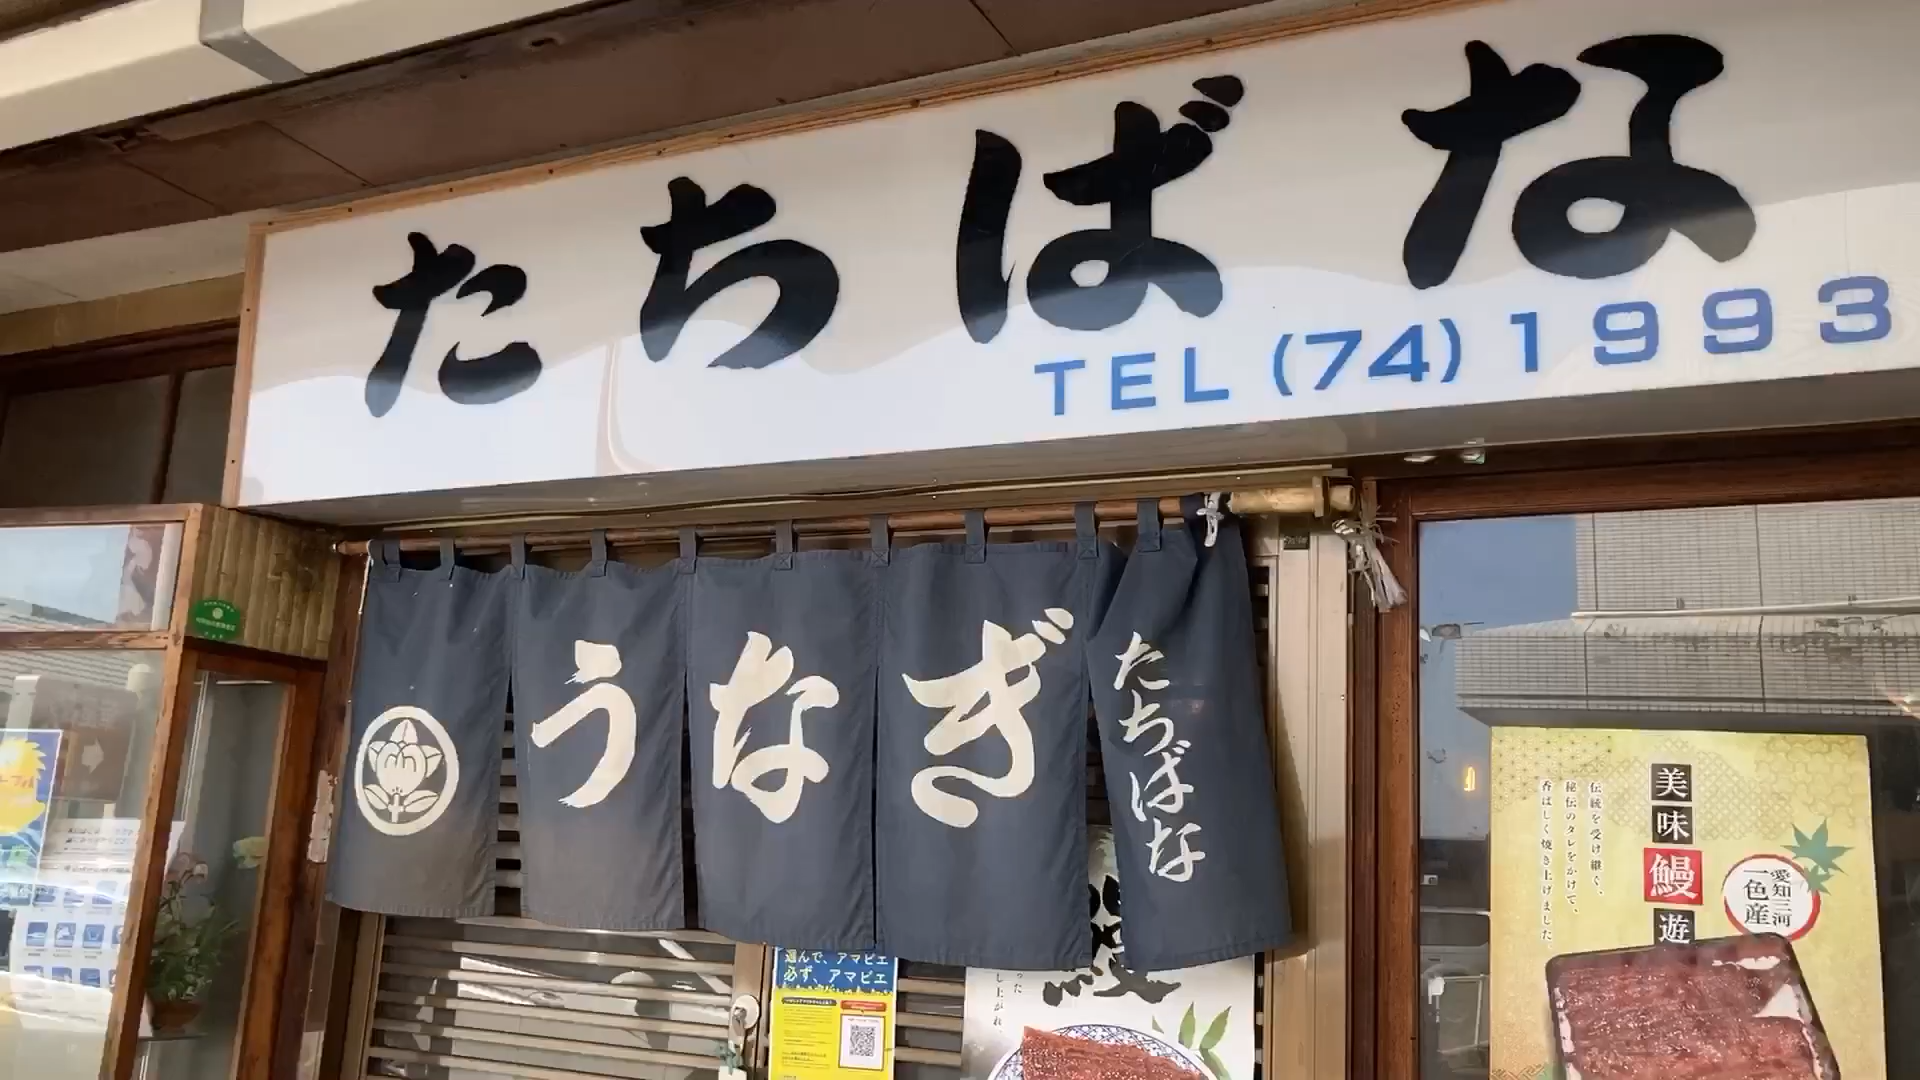 たちばな
TEL (74) 1993
うなぎ
たちばな
美味鰻遊
愛知三河
一色産
伝統を受け継ぐ、
秘伝のタレをかけて、
香ばしく焼き上げました。
選んで、アマビエ
必ず、アマビエ